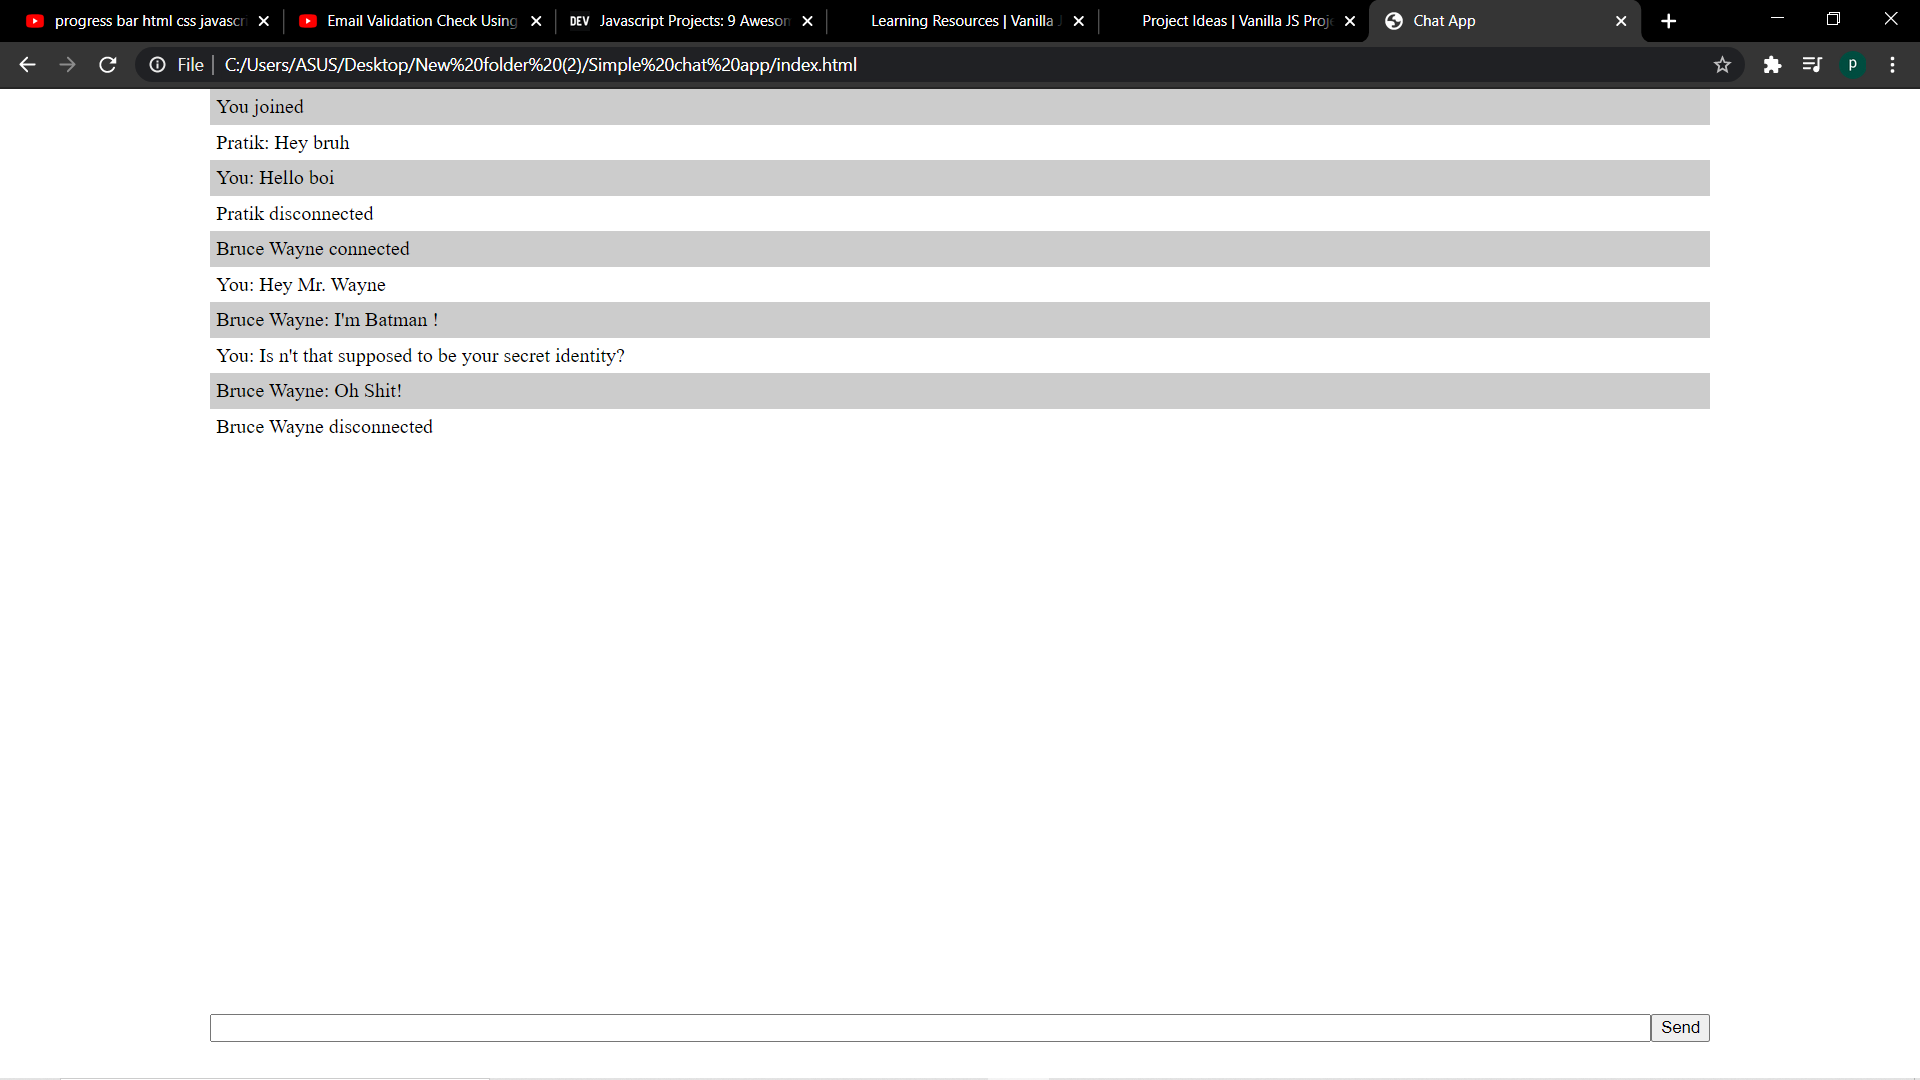 progress bar html css javascri
Email Validation Check Using
DEV Javascript Projects: 9 Awesom
Learning Resources | Vanilla J
Project Ideas | Vanilla JS Proje
Chat App
File C:/Users/ASUS/Desktop/New%20folder%20(2)/Simple%20chat%20app/index.html
p
You joined
Pratik: Hey bruh
You: Hello boi
Pratik disconnected
Bruce Wayne connected
You: Hey Mr. Wayne
Bruce Wayne: I'm Batman !
You: Is n't that supposed to be your secret identity?
Bruce Wayne: Oh Shit!
Bruce Wayne disconnected
Send